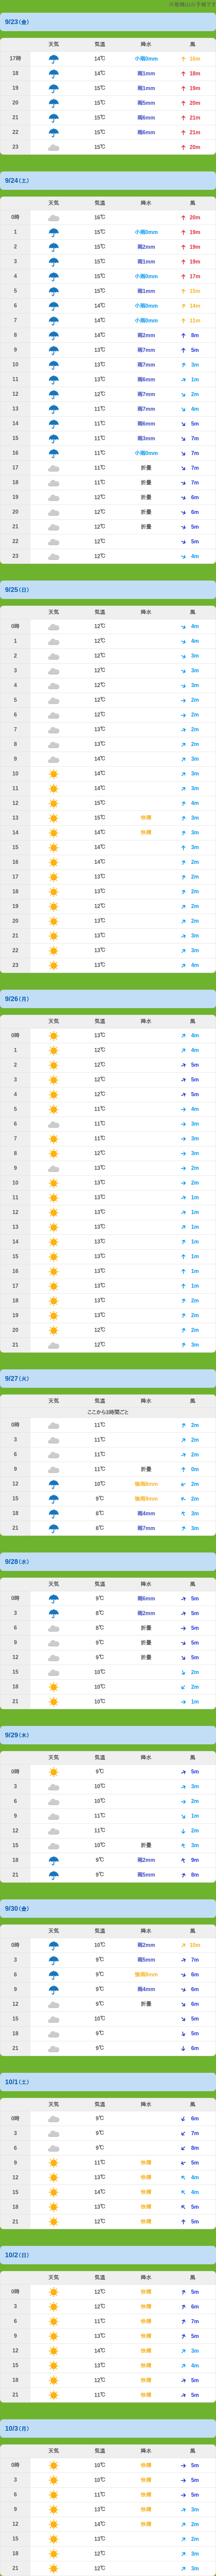 ※船橋山の予報です
9/23(金)
天気 気温 降水 風
17時 14℃ 小雨0mm 16m
18 14℃ 雨1mm 18m
19 15℃ 雨1mm 19m
20 15℃ 雨5mm 20m
21 15℃ 雨6mm 21m
22 15℃ 雨6mm 21m
23 15℃ 20m
9/24(土)
天気 気温 降水 風
0時 16℃ 20m
1 15℃ 小雨0mm 19m
2 15℃ 雨2mm 19m
3 15℃ 雨1mm 19m
4 15℃ 小雨0mm 17m
5 15℃ 雨1mm 15m
6 14℃ 小雨0mm 14m
7 14℃ 小雨0mm 11m
8 14℃ 雨2mm 8m
9 13℃ 雨7mm 5m
10 13℃ 雨7mm 3m
11 13℃ 雨6mm 1m
12 12℃ 雨7mm 2m
13 11℃ 雨7mm 4m
14 11℃ 雨6mm 5m
15 11℃ 雨3mm 7m
16 11℃ 小雨0mm 7m
17 11℃ 折畳 7m
18 11℃ 折畳 7m
19 12℃ 折畳 6m
20 12℃ 折畳 6m
21 12℃ 折畳 5m
22 12℃ 5m
23 12℃ 4m
9/25(日)
天気 気温 降水 風
0時 12℃ 4m
1 12℃ 4m
2 12℃ 3m
3 12℃ 3m
4 12℃ 3m
5 12℃ 2m
6 12℃ 2m
7 13℃ 2m
8 13℃ 2m
9 14℃ 3m
10 14℃ 3m
11 14℃ 3m
12 15℃ 4m
13 15℃ 快晴 3m
14 14℃ 快晴 3m
15 14℃ 3m
16 14℃ 2m
17 13℃ 2m
18 13℃ 2m
19 12℃ 2m
20 13℃ 2m
21 13℃ 3m
22 13℃ 3m
23 13℃ 4m
9/26(月)
天気 気温 降水 風
0時 13℃ 4m
1 12℃ 4m
2 12℃ 5m
3 12℃ 5m
4 12℃ 5m
5 11℃ 4m
6 11℃ 3m
7 11℃ 3m
8 12℃ 3m
9 13℃ 2m
10 13℃ 2m
11 13℃ 1m
12 13℃ 1m
13 13℃ 1m
14 13℃ 1m
15 13℃ 1m
16 13℃ 1m
17 13℃ 1m
18 13℃ 2m
19 13℃ 2m
20 12℃ 2m
21 12℃ 3m
9/27(火)
天気 気温 降水 風
ここから3時間ごと
0時 11℃ 2m
3 11℃ 2m
6 11℃ 2m
9 11℃ 折畳 0m
12 10℃ 強雨8mm 2m
15 9℃ 強雨9mm 2m
18 8℃ 雨4mm 3m
21 8℃ 雨7mm 3m
9/28(水)
天気 気温 降水 風
0時 9℃ 雨6mm 5m
3 8℃ 雨2mm 5m
6 8℃ 折畳 5m
9 9℃ 折畳 5m
12 9℃ 折畳 5m
15 10℃ 2m
18 10℃ 2m
21 10℃ 1m
9/29(木)
天気 気温 降水 風
0時 9℃ 5m
3 10℃ 3m
6 10℃ 2m
9 11℃ 1m
12 11℃ 2m
15 10℃ 折畳 3m
18 9℃ 雨2mm 9m
21 9℃ 雨5mm 8m
9/30(金)
天気 気温 降水 風
0時 10℃ 雨2mm 10m
3 9℃ 雨5mm 7m
6 9℃ 強雨8mm 6m
9 9℃ 雨4mm 6m
12 9℃ 折畳 6m
15 10℃ 5m
18 9℃ 5m
21 9℃ 6m
10/1(土)
天気 気温 降水 風
0時 9℃ 6m
3 9℃ 7m
6 9℃ 8m
9 11℃ 快晴 5m
12 13℃ 快晴 4m
15 14℃ 快晴 4m
18 13℃ 快晴 5m
21 12℃ 快晴 5m
10/2(日)
天気 気温 降水 風
0時 12℃ 快晴 5m
3 12℃ 快晴 6m
6 11℃ 快晴 7m
9 13℃ 快晴 5m
12 14℃ 快晴 3m
15 13℃ 快晴 4m
18 12℃ 快晴 5m
21 11℃ 快晴 5m
10/3(月)
天気 気温 降水 風
0時 10℃ 快晴 5m
3 10℃ 快晴 5m
6 11℃ 快晴 5m
9 13℃ 快晴 3m
12 14℃ 快晴 2m
15 13℃ 2m
18 12℃ 3m
21 12℃ 3m